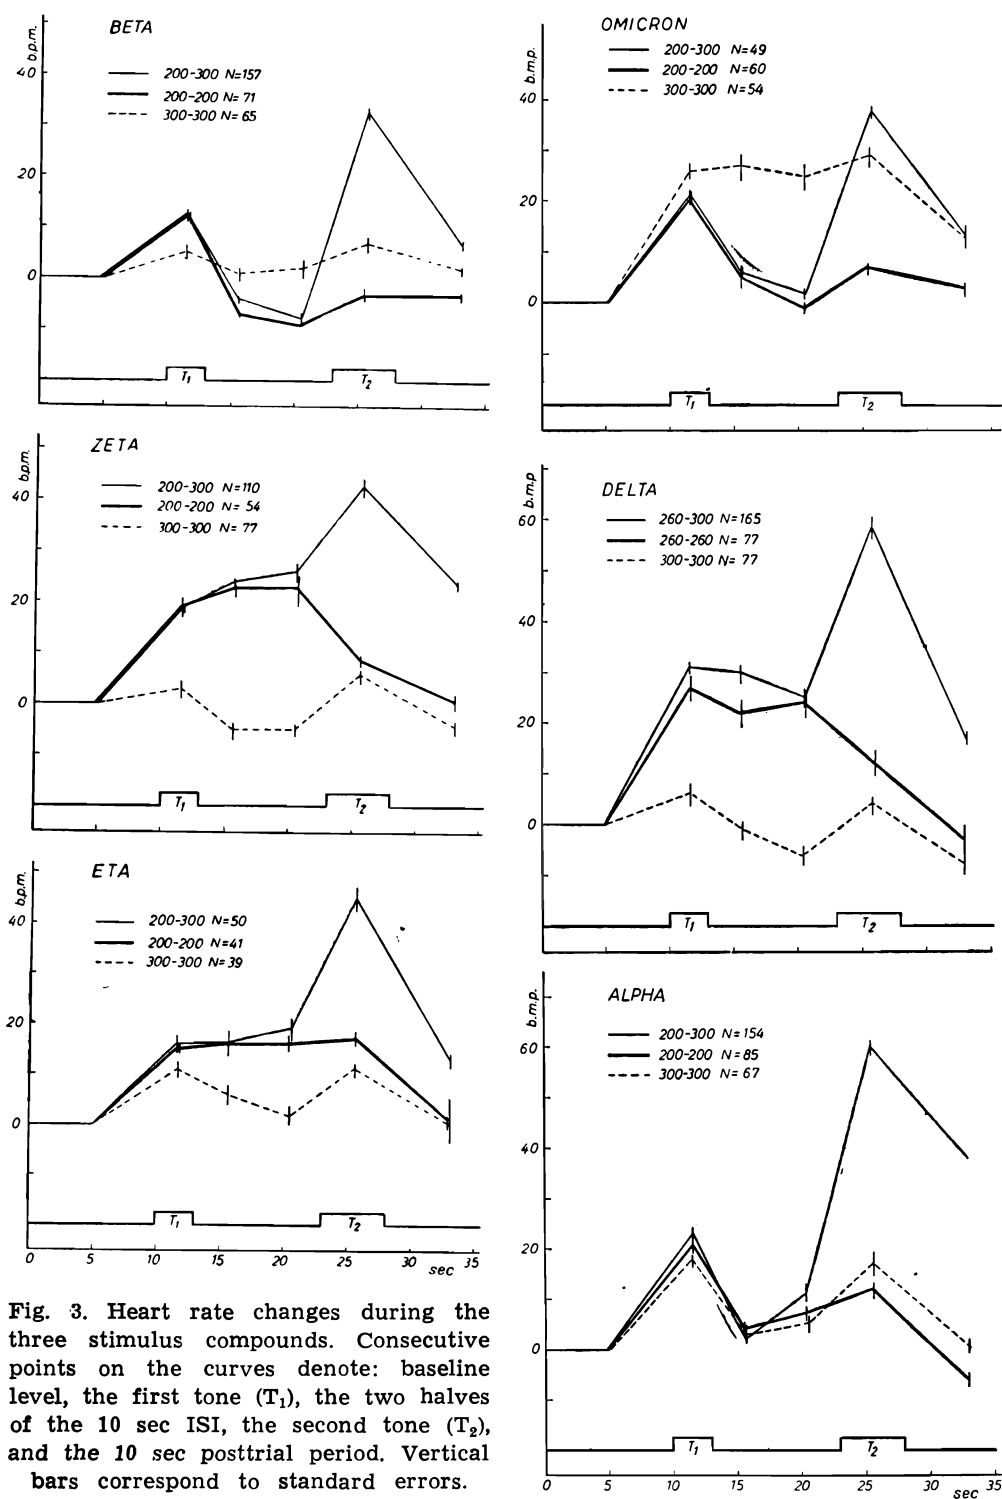 BETA
b.p.m.
200-300 N=157
200-200 N= 71
300-300 N= 65
40
20
0
T1
T2
ZETA
b.p.m.
200-300 N=110
200-200 N= 54
300-300 N= 77
40
20
0
T1
T2
ETA
b.p.m.
200-300 N=50
200-200 N=41
300-300 N=39
40
20
0
T1
T2
0 5 10 15 20 25 30 sec
Fig. 3. Heart rate changes during the
three stimulus compounds. Consecutive
points on the curves denote: baseline
level, the first tone (T1), the two halves
of the 10 sec ISI, the second tone (T2),
and the 10 sec posttrial period. Vertical
bars correspond to standard errors.
OMICRON
b.m.p.
200-300 N=49
200-200 N=60
300-300 N=54
40
20
0
T1
T2
DELTA
b.m.p
260-300 N=165
260-260 N= 77
300-300 N= 77
60
40
20
0
T1
T2
ALPHA
b.m.p.
200-300 N=154
200-200 N=85
300-300 N= 67
60
40
20
0
T1
T2
0 5 10 15 20 25 30 35
sec